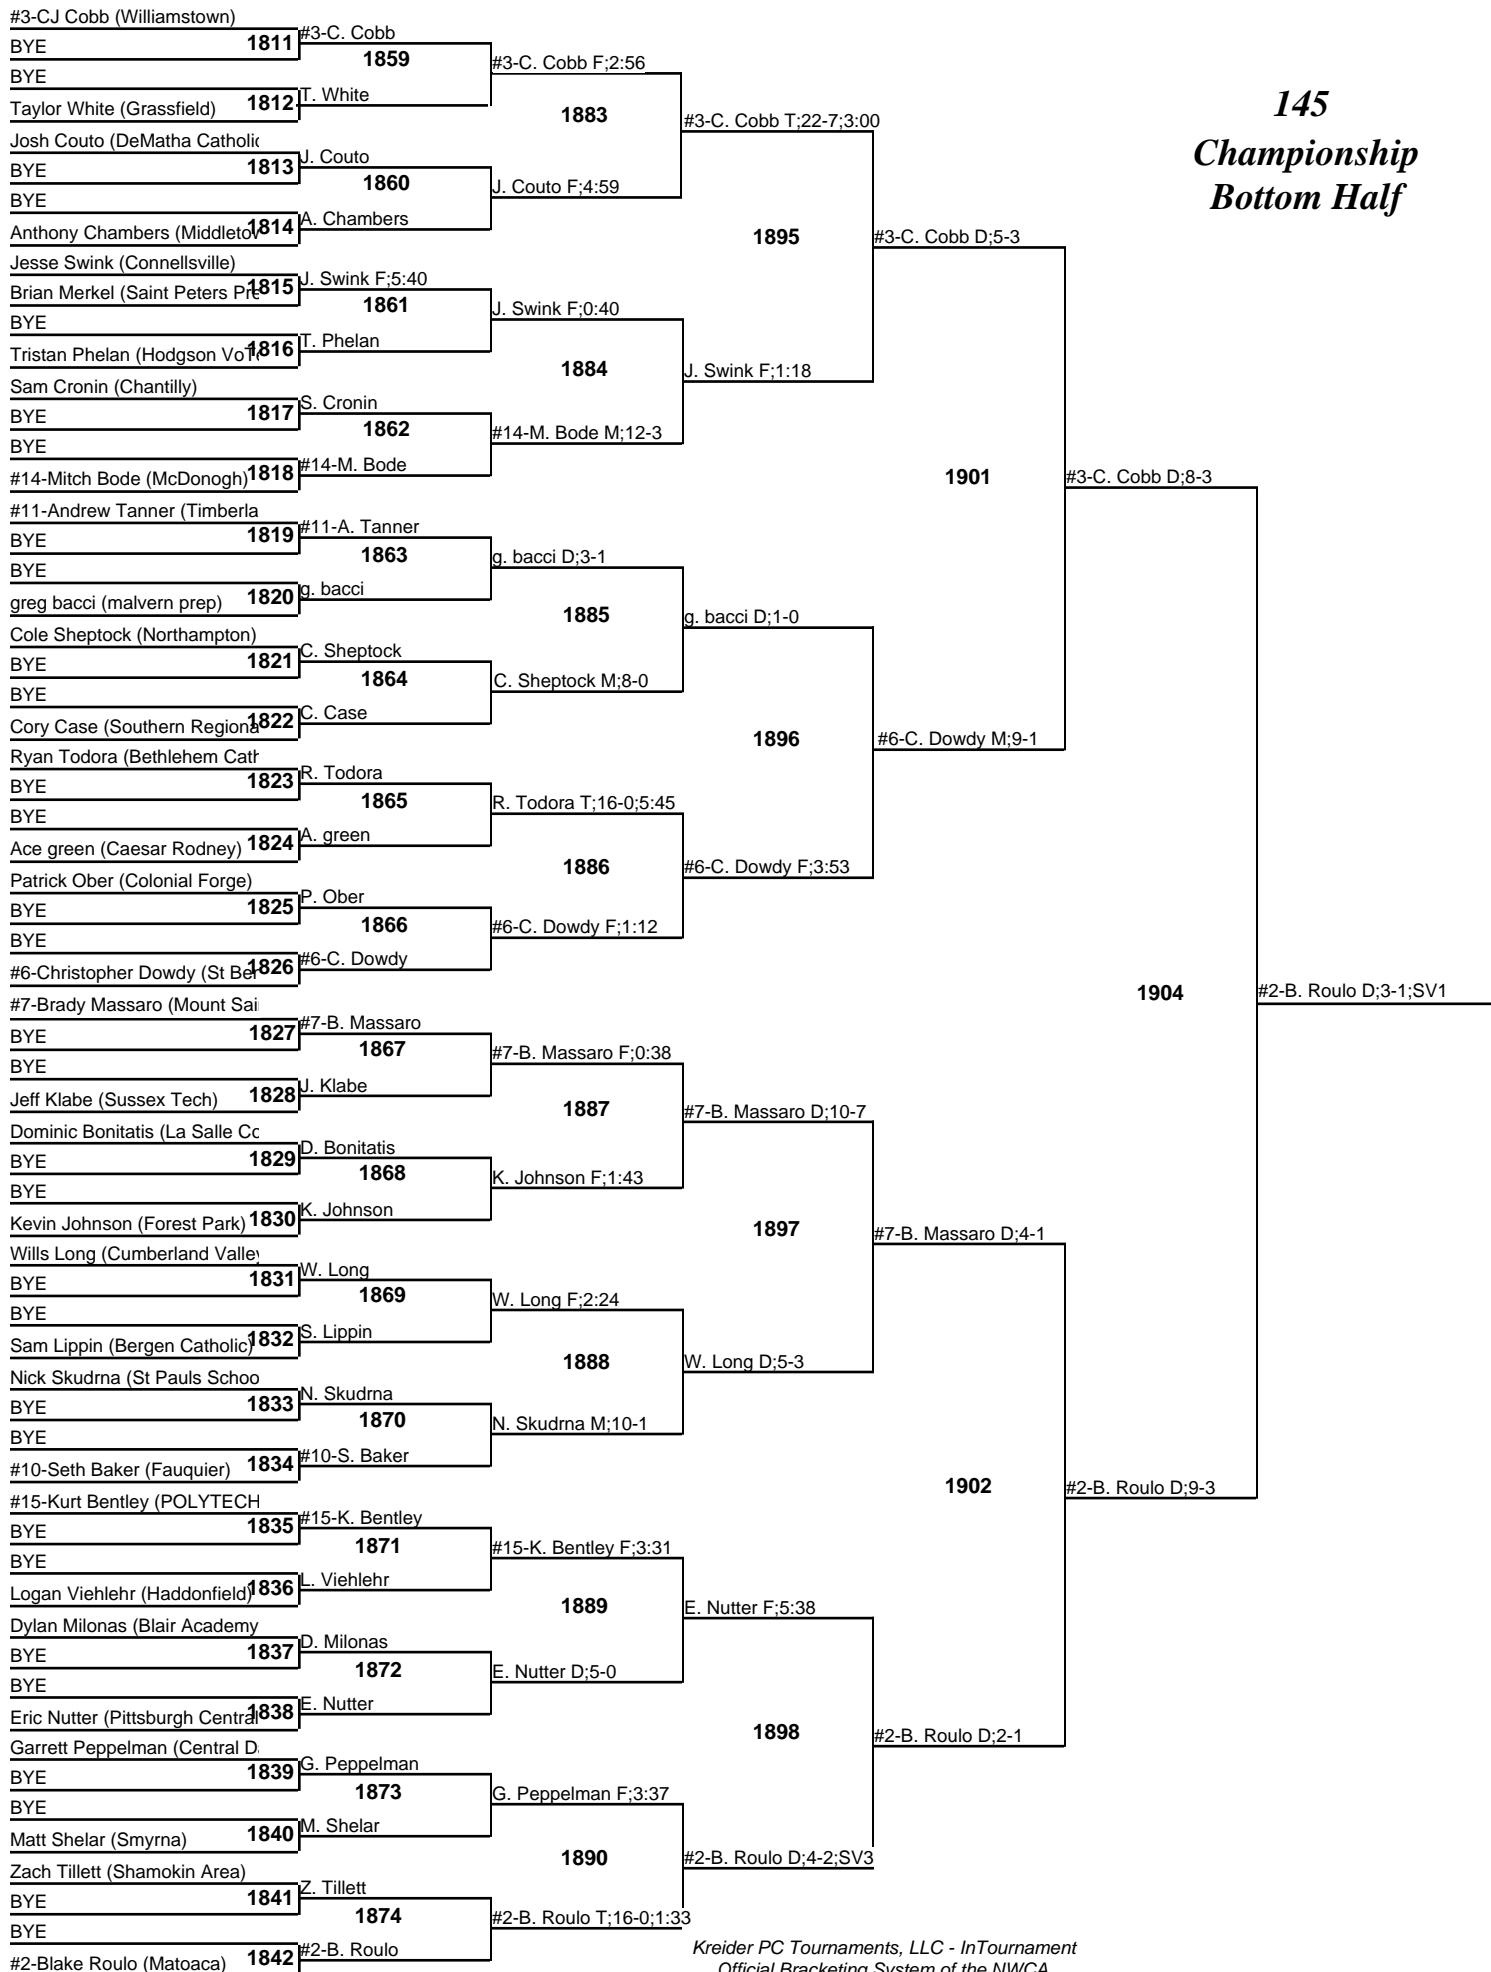 #3-CJ Cobb (Williamstown)
BYE
1811
#3-C. Cobb
1859
BYE
Taylor White (Grassfield)
1812
T. White
#3-C. Cobb F;2:56
1883
Josh Couto (DeMatha Catholic
BYE
1813
J. Couto
1860
BYE
Anthony Chambers (Middletow
1814
A. Chambers
J. Couto F;4:59
#3-C. Cobb T;22-7;3:00
1895
Jesse Swink (Connellsville)
Brian Merkel (Saint Peters Pre
1815
J. Swink F;5:40
1861
BYE
Tristan Phelan (Hodgson VoTe
1816
T. Phelan
J. Swink F;0:40
1884
Sam Cronin (Chantilly)
BYE
1817
S. Cronin
1862
BYE
#14-Mitch Bode (McDonogh)
1818
#14-M. Bode
#14-M. Bode M;12-3
J. Swink F;1:18
#3-C. Cobb D;5-3
1901
#11-Andrew Tanner (Timberla
BYE
1819
#11-A. Tanner
1863
BYE
greg bacci (malvern prep)
1820
g. bacci
g. bacci D;3-1
1885
Cole Sheptock (Northampton)
BYE
1821
C. Sheptock
1864
BYE
Cory Case (Southern Regiona
1822
C. Case
C. Sheptock M;8-0
g. bacci D;1-0
1896
Ryan Todora (Bethlehem Cath
BYE
1823
R. Todora
1865
BYE
Ace green (Caesar Rodney)
1824
A. green
R. Todora T;16-0;5:45
1886
Patrick Ober (Colonial Forge)
BYE
1825
P. Ober
1866
BYE
#6-Christopher Dowdy (St Ber
1826
#6-C. Dowdy
#6-C. Dowdy F;1:12
#6-C. Dowdy F;3:53
#6-C. Dowdy M;9-1
#3-C. Cobb D;8-3
1904
#7-Brady Massaro (Mount Sai
BYE
1827
#7-B. Massaro
1867
BYE
Jeff Klabe (Sussex Tech)
1828
J. Klabe
#7-B. Massaro F;0:38
1887
Dominic Bonitatis (La Salle Co
BYE
1829
D. Bonitatis
1868
BYE
Kevin Johnson (Forest Park)
1830
K. Johnson
K. Johnson F;1:43
#7-B. Massaro D;10-7
1897
Wills Long (Cumberland Valley
BYE
1831
W. Long
1869
BYE
Sam Lippin (Bergen Catholic)
1832
S. Lippin
W. Long F;2:24
1888
Nick Skudrna (St Pauls Schoo
BYE
1833
N. Skudrna
1870
BYE
#10-Seth Baker (Fauquier)
1834
#10-S. Baker
N. Skudrna M;10-1
W. Long D;5-3
#7-B. Massaro D;4-1
1902
#15-Kurt Bentley (POLYTECH
BYE
1835
#15-K. Bentley
1871
BYE
Logan Viehlehr (Haddonfield)
1836
L. Viehlehr
#15-K. Bentley F;3:31
1889
Dylan Milonas (Blair Academy
BYE
1837
D. Milonas
1872
BYE
Eric Nutter (Pittsburgh Central
1838
E. Nutter
E. Nutter D;5-0
E. Nutter F;5:38
1898
Garrett Peppelman (Central Da
BYE
1839
G. Peppelman
1873
BYE
Matt Shelar (Smyrna)
1840
M. Shelar
G. Peppelman F;3:37
1890
Zach Tillett (Shamokin Area)
BYE
1841
Z. Tillett
1874
BYE
#2-Blake Roulo (Matoaca)
1842
#2-B. Roulo
#2-B. Roulo T;16-0;1:33
#2-B. Roulo D;4-2;SV3
#2-B. Roulo D;2-1
#2-B. Roulo D;9-3
#2-B. Roulo D;3-1;SV1
145
Championship
Bottom Half
Kreider PC Tournaments, LLC - InTournament
Official Bracketing System of the NWCA